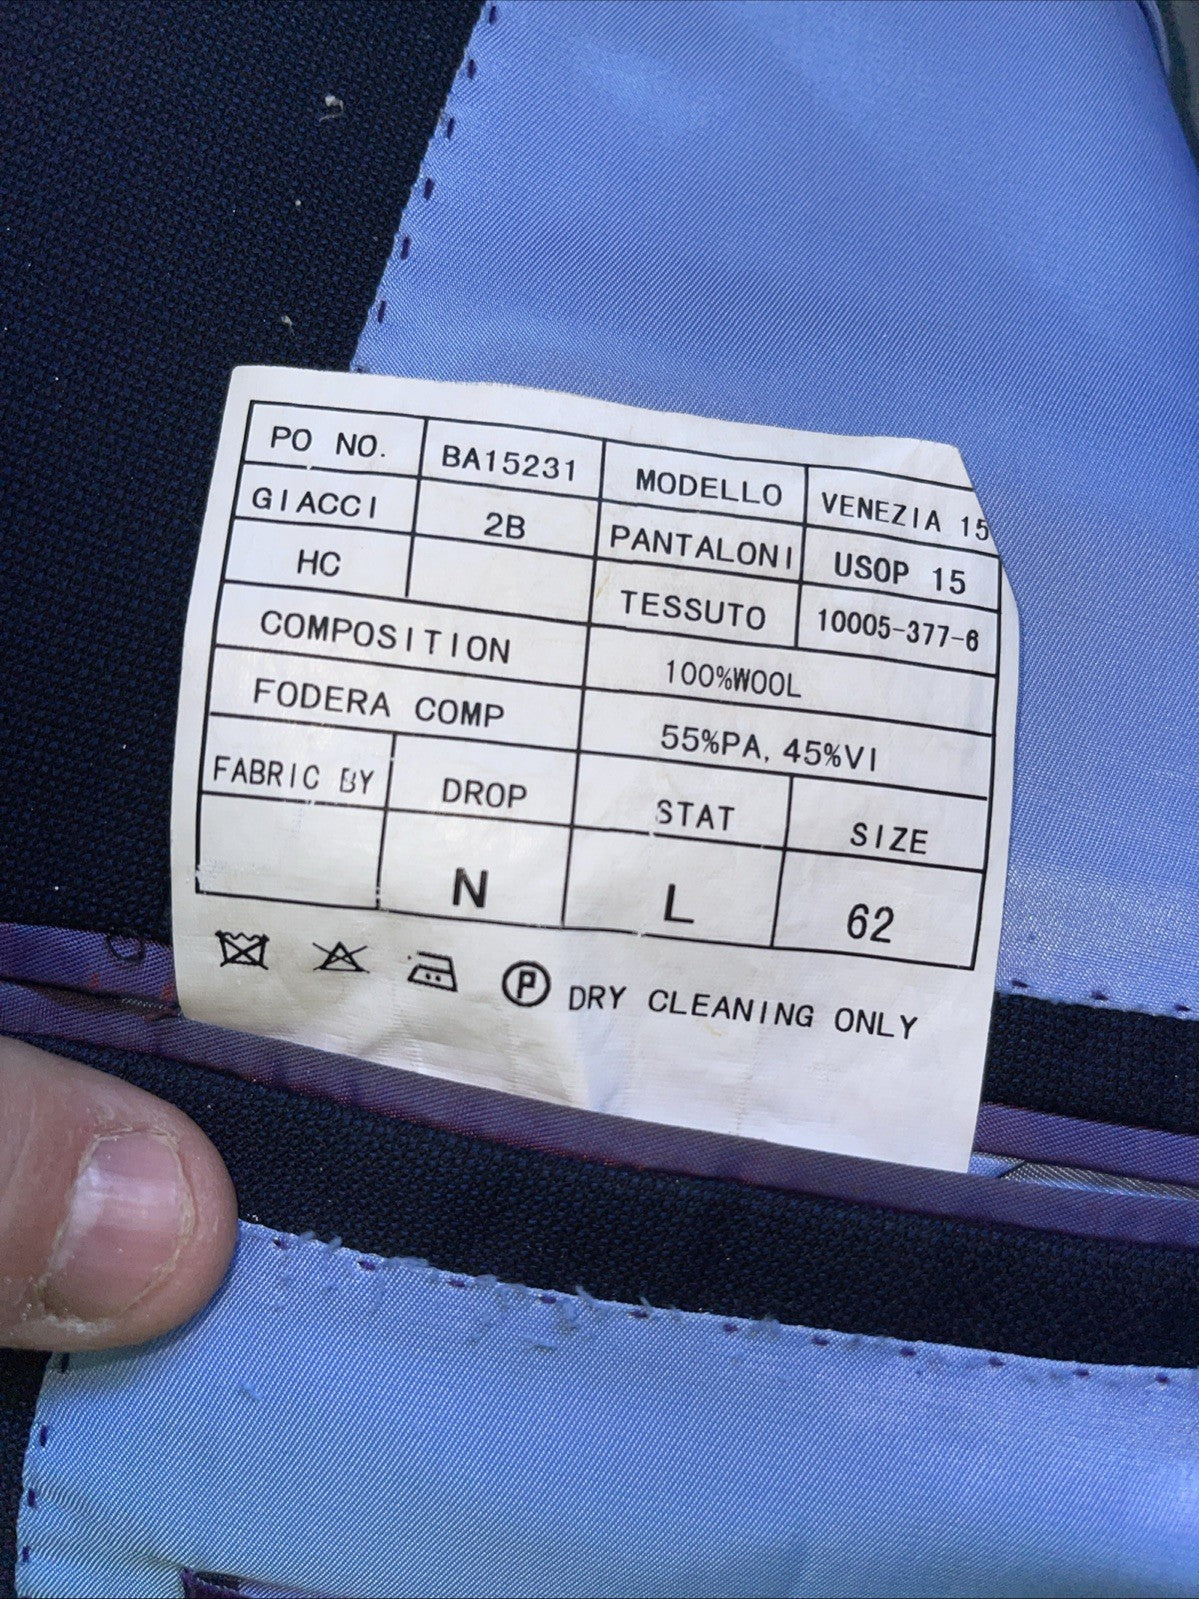 PO NO. BA15231 MODELLO VENEZIA 15
GIACCI 2B PANTALONI USOP 15
HC TESSUTO 10005-377-6
COMPOSITION 100%WOOL
FODERA COMP 55%PA, 45%VI
FABRIC BY DROP STAT SIZE
N L 62
P DRY CLEANING ONLY